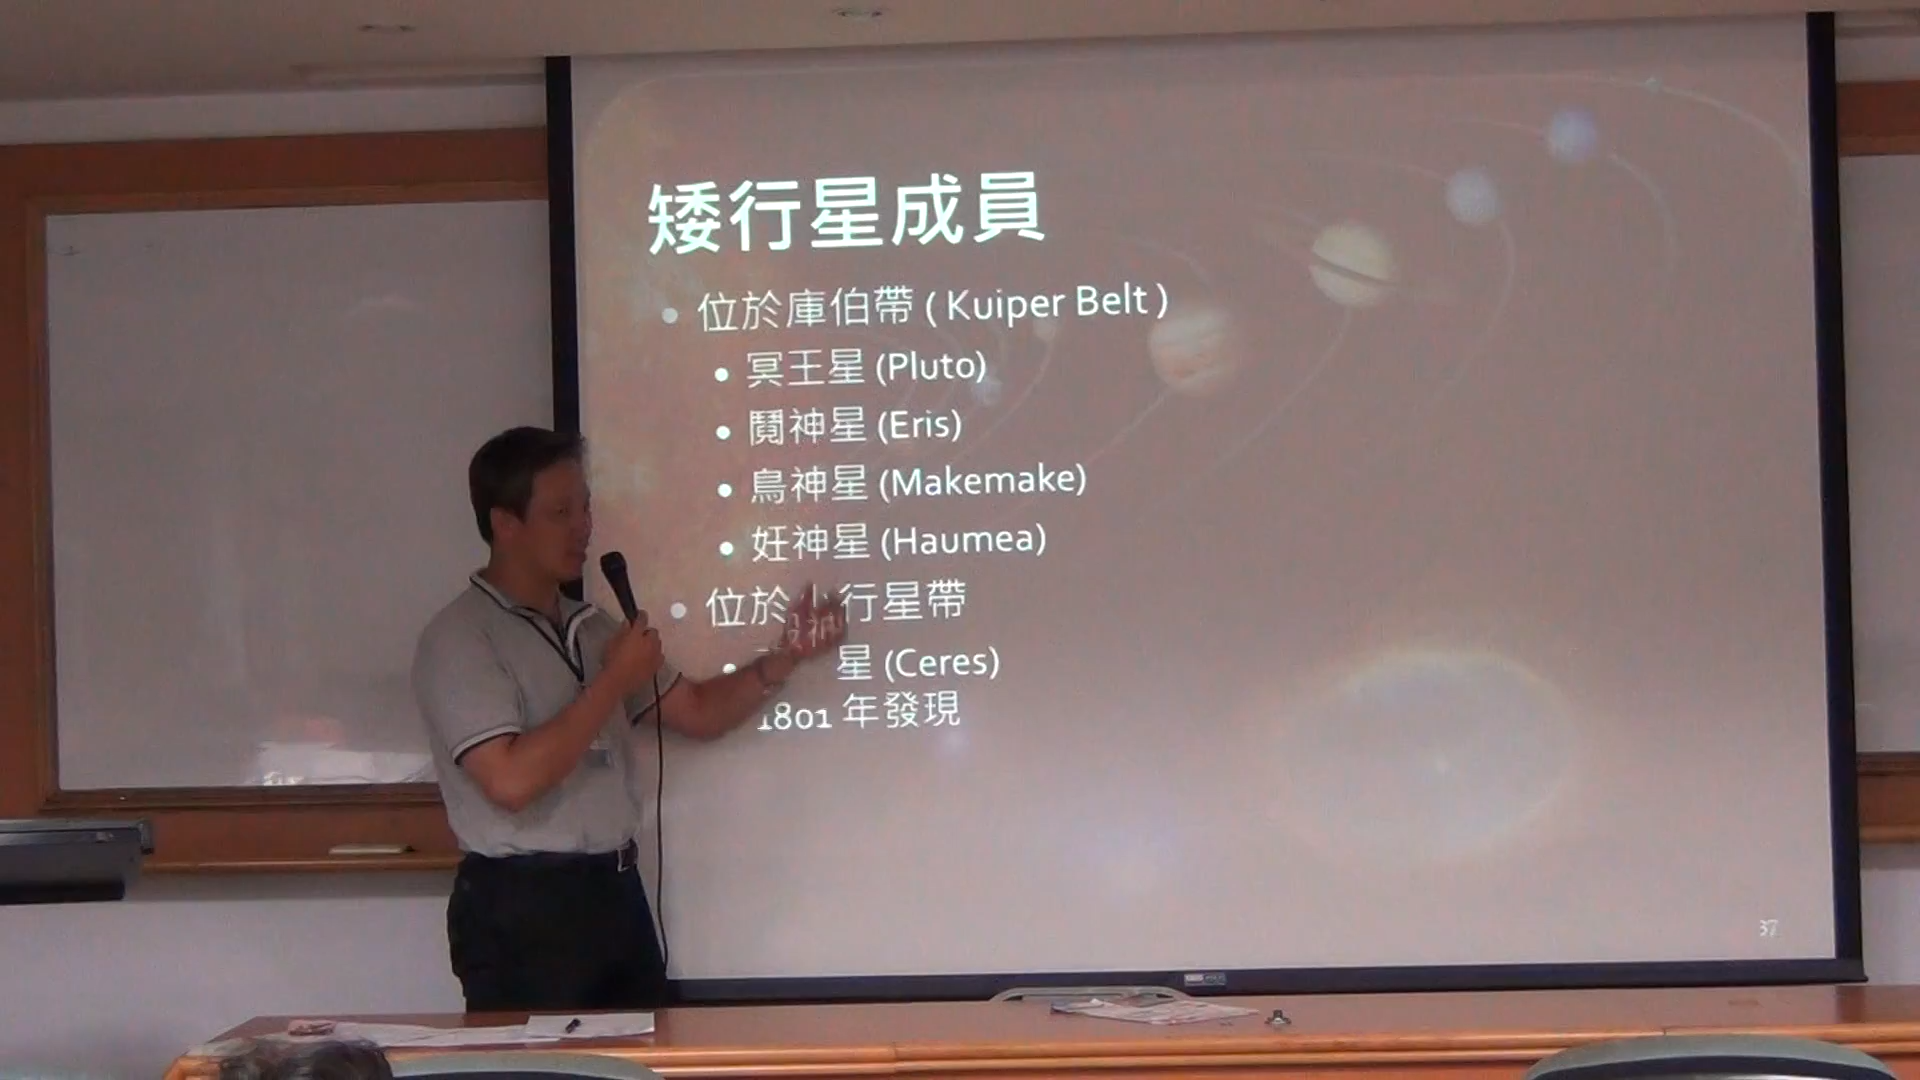 矮行星成員
位於庫伯帶 ( Kuiper Belt )
冥王星 (Pluto)
鬩神星 (Eris)
鳥神星 (Makemake)
妊神星 (Haumea)
位於小行星帶
星 (Ceres)
1801 年發現
37